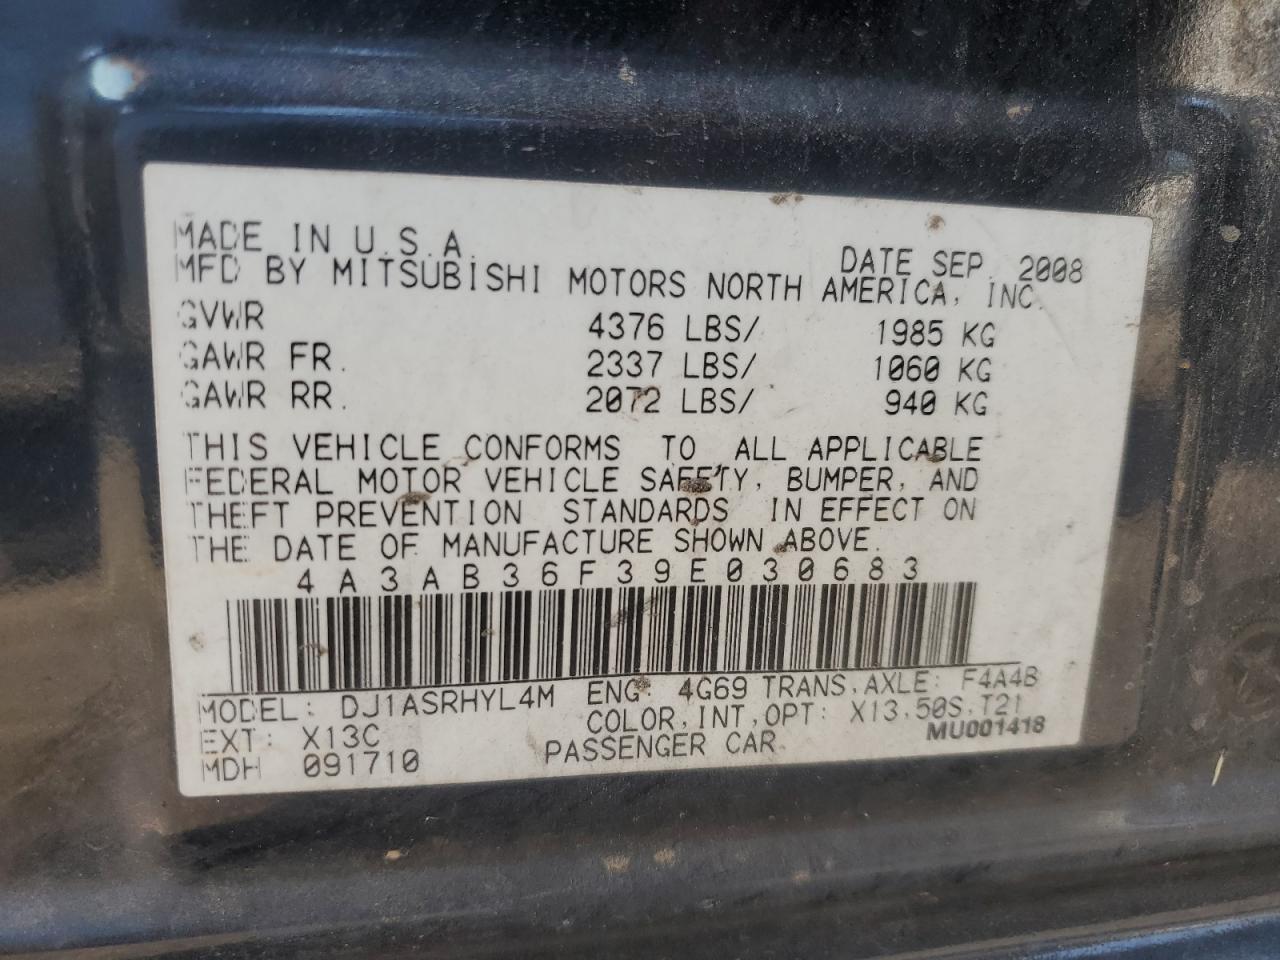 MADE IN U.S.A.
DATE SEP. 2008
MFD BY MITSUBISHI MOTORS NORTH AMERICA, INC.
GVWR 4376 LBS/ 1985 KG
GAWR FR. 2337 LBS/ 1060 KG
GAWR RR. 2072 LBS/ 940 KG
THIS VEHICLE CONFORMS TO ALL APPLICABLE
FEDERAL MOTOR VEHICLE SAFETY, BUMPER, AND
THEFT PREVENTION STANDARDS IN EFFECT ON
THE DATE OF MANUFACTURE SHOWN ABOVE.
4A3AB36F39E030683
MODEL: DJ1ASRHYL4M ENG: 4G69 TRANS,AXLE: F4A4B
EXT: X13C COLOR,INT,OPT: X13,50S,T21
MDH 091710 PASSENGER CAR. MU001418